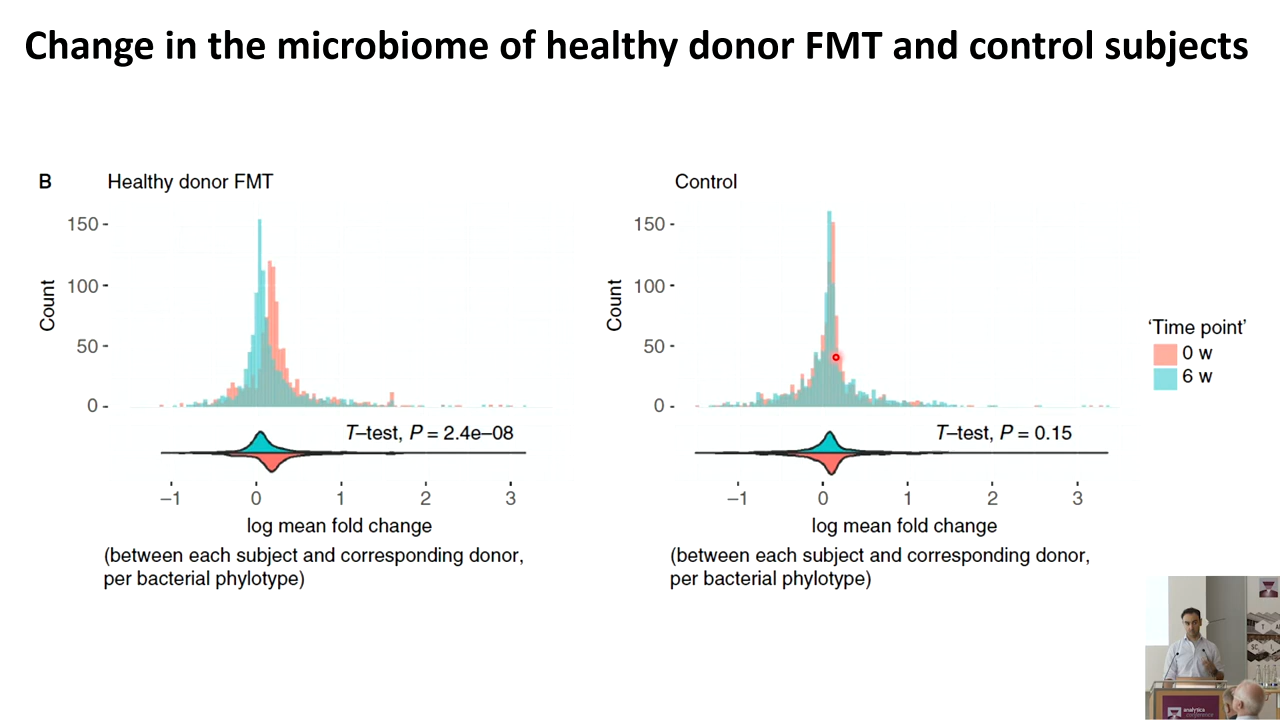 Change in the microbiome of healthy donor FMT and control subjects
B Healthy donor FMT
150
100
50
0
Count
T–test, P = 2.4e–08
−1 0 1 2 3
log mean fold change
(between each subject and corresponding donor,
per bacterial phylotype)
Control
150
100
50
0
Count
T–test, P = 0.15
−1 0 1 2 3
log mean fold change
(between each subject and corresponding donor,
per bacterial phylotype)
‘Time point’
0 w
6 w
analytica
conference